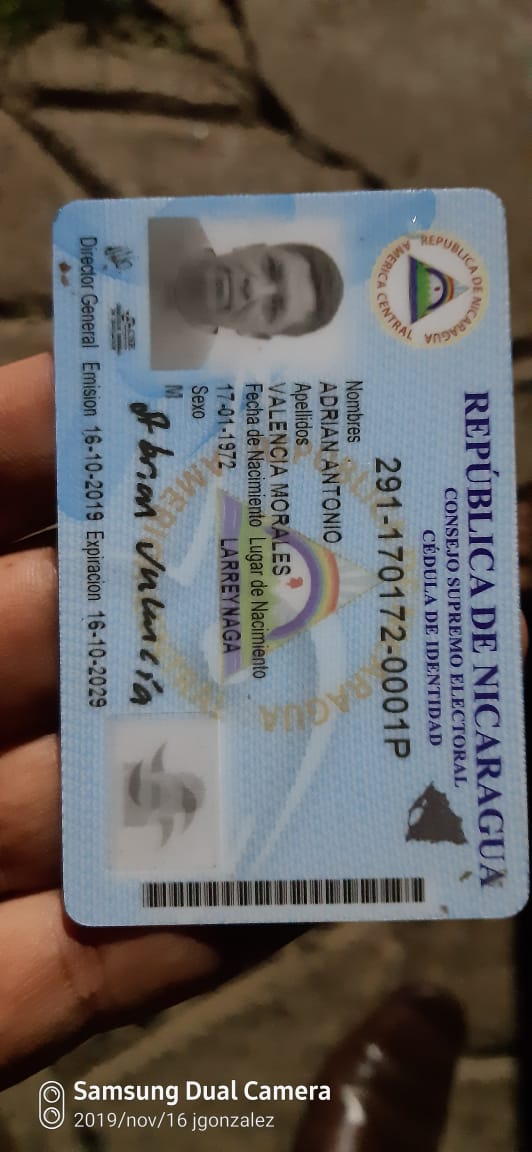 REPÚBLICA DE NICARAGUA
CONSEJO SUPREMO ELECTORAL
CÉDULA DE IDENTIDAD
REPUBLICA DE NICARAGUA
AMERICA CENTRAL
291-170172-0001P
Nombres
ADRIAN ANTONIO
Apellidos
VALENCIA MORALES
Fecha de Nacimiento Lugar de Nacimiento
17-01-1972 LARREYNAGA
Sexo
M
Adrian Valencia
Director General Emision 16-10-2019 Expiracion 16-10-2029
Samsung Dual Camera
2019/nov/16 jgonzalez